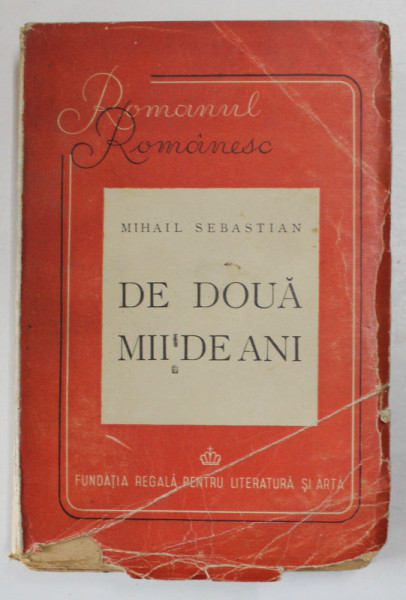 Romanul
Românesc
MIHAIL SEBASTIAN
DE DOUĂ
MII DE ANI
FUNDAȚIA REGALĂ PENTRU LITERATURĂ ȘI ARTĂ